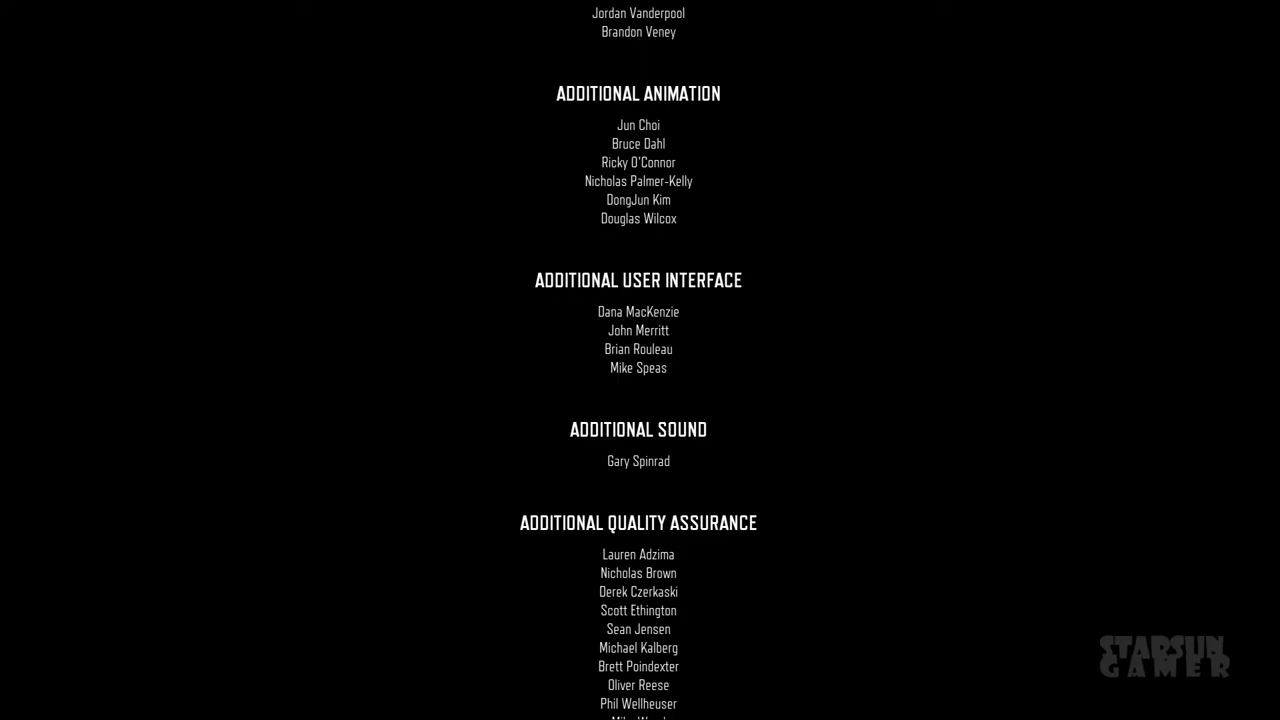 Jordan Vanderpool
Brandon Veney
ADDITIONAL ANIMATION
Jun Choi
Bruce Dahl
Ricky O'Connor
Nicholas Palmer-Kelly
DongJun Kim
Douglas Wilcox
ADDITIONAL USER INTERFACE
Dana MacKenzie
John Merritt
Brian Rouleau
Mike Speas
ADDITIONAL SOUND
Gary Spinrad
ADDITIONAL QUALITY ASSURANCE
Lauren Adzima
Nicholas Brown
Derek Czerkaski
Scott Ethington
Sean Jensen
Michael Kalberg
Brett Poindexter
Oliver Reese
Phil Wellheuser
STARSUN
GAMER